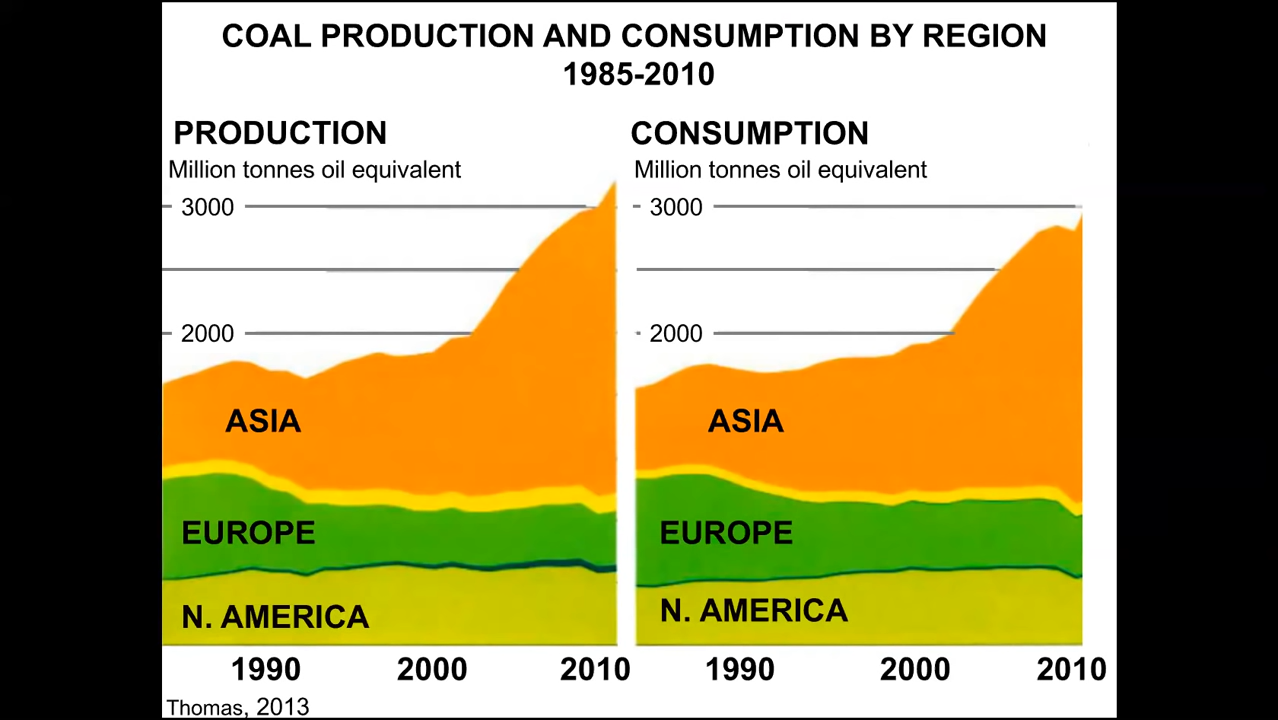 COAL PRODUCTION AND CONSUMPTION BY REGION
1985-2010
PRODUCTION
Million tonnes oil equivalent
3000
2000
ASIA
EUROPE
N. AMERICA
1990 2000 2010
CONSUMPTION
Million tonnes oil equivalent
3000
2000
ASIA
EUROPE
N. AMERICA
1990 2000 2010
Thomas, 2013